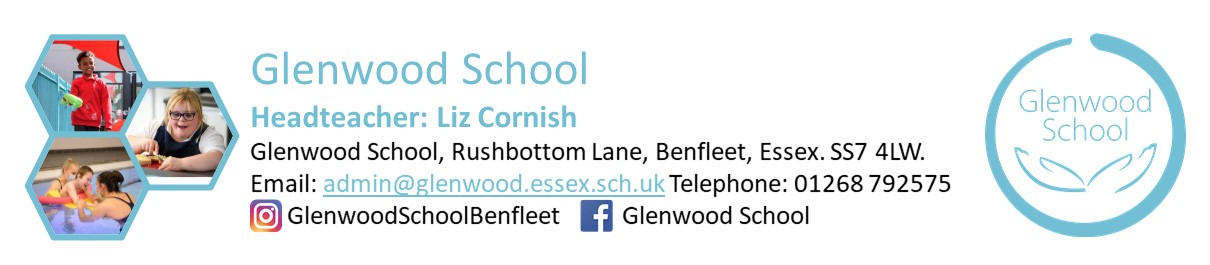 Glenwood School
Headteacher: Liz Cornish
Glenwood School, Rushbottom Lane, Benfleet, Essex. SS7 4LW.
Email: admin@glenwood.essex.sch.uk Telephone: 01268 792575
GlenwoodSchoolBenfleet Glenwood School
Glenwood
School